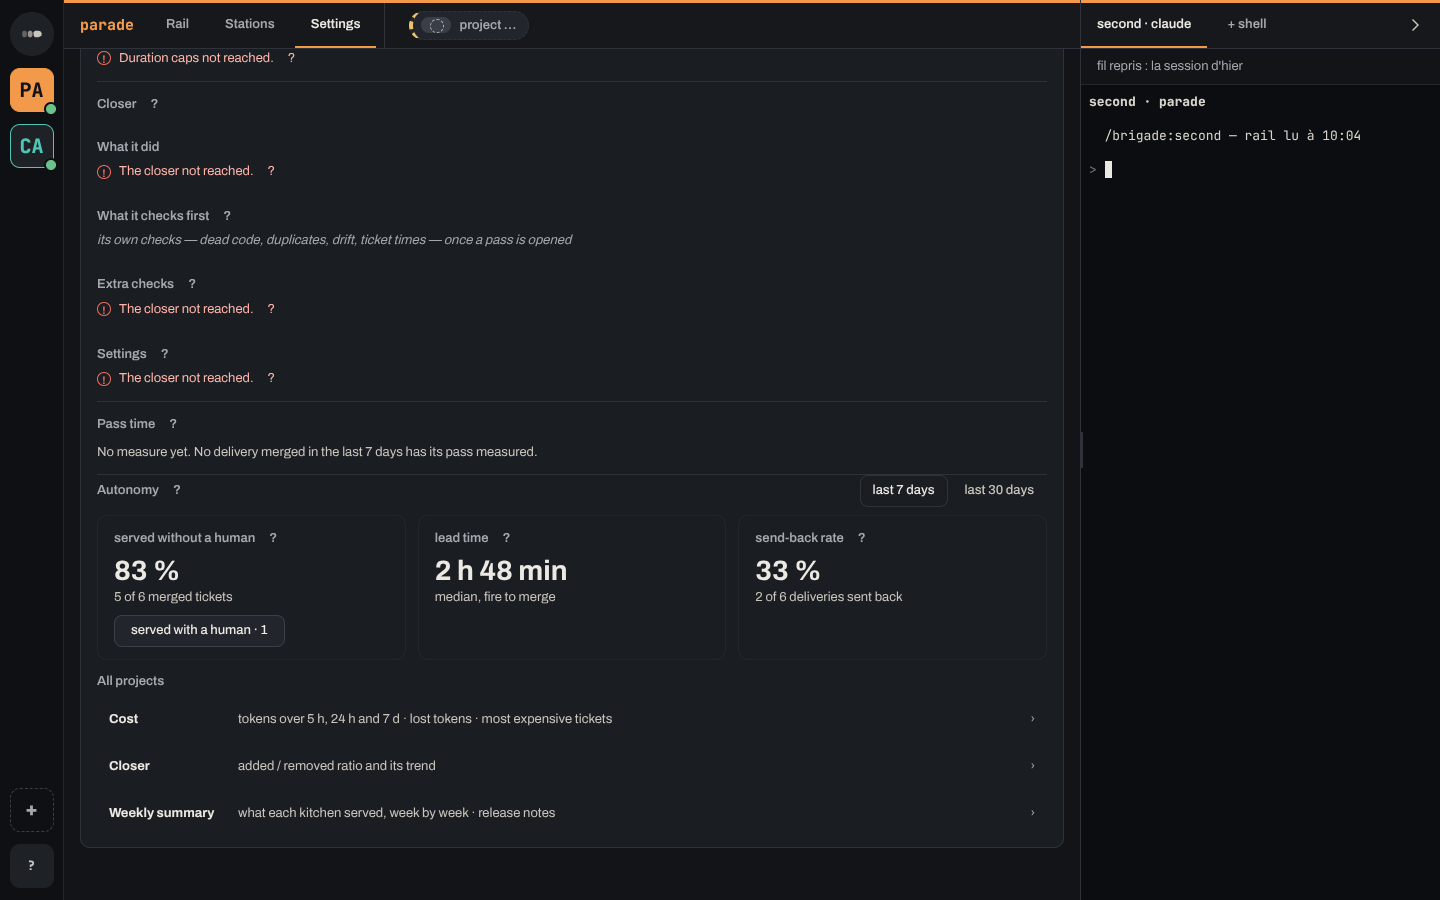 parade Rail Stations Settings project ...
second · claude + shell
PA
CA
+
?
Duration caps not reached. ?
Closer ?
What it did
The closer not reached. ?
What it checks first ?
its own checks — dead code, duplicates, drift, ticket times — once a pass is opened
Extra checks ?
The closer not reached. ?
Settings ?
The closer not reached. ?
Pass time ?
No measure yet. No delivery merged in the last 7 days has its pass measured.
Autonomy ? last 7 days last 30 days
served without a human ?
83 %
5 of 6 merged tickets
served with a human · 1
lead time ?
2 h 48 min
median, fire to merge
send-back rate ?
33 %
2 of 6 deliveries sent back
All projects
Cost tokens over 5 h, 24 h and 7 d · lost tokens · most expensive tickets ›
Closer added / removed ratio and its trend ›
Weekly summary what each kitchen served, week by week · release notes ›
fil repris : la session d'hier
second · parade
/brigade:second — rail lu à 10:04
>